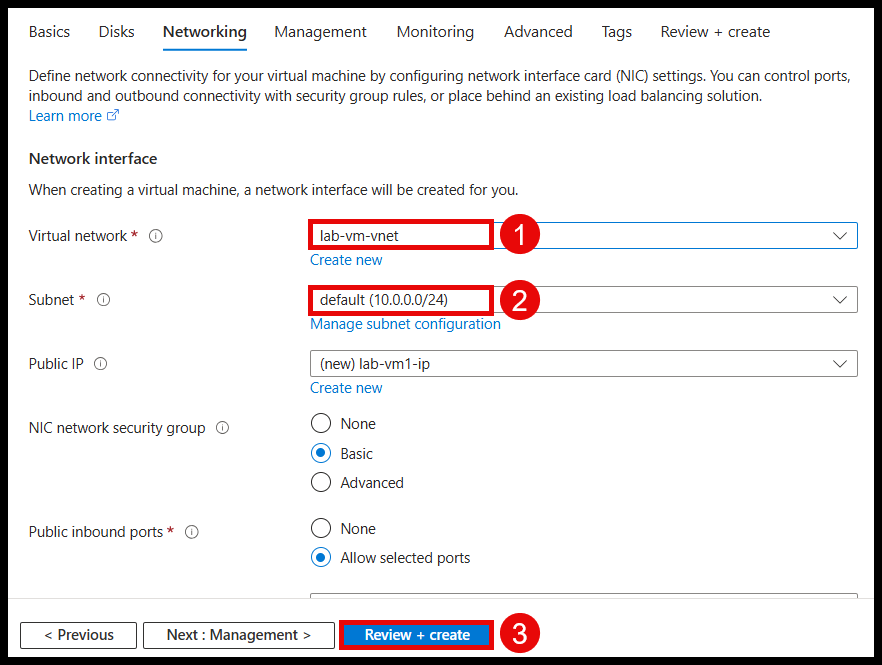 Basics Disks Networking Management Monitoring Advanced Tags Review + create
Define network connectivity for your virtual machine by configuring network interface card (NIC) settings. You can control ports,
inbound and outbound connectivity with security group rules, or place behind an existing load balancing solution.
Learn more
Network interface
When creating a virtual machine, a network interface will be created for you.
Virtual network * lab-vm-vnet 1
Create new
Subnet * default (10.0.0.0/24) 2
Manage subnet configuration
Public IP (new) lab-vm1-ip
Create new
NIC network security group None
Basic
Advanced
Public inbound ports * None
Allow selected ports
< Previous Next : Management > Review + create 3